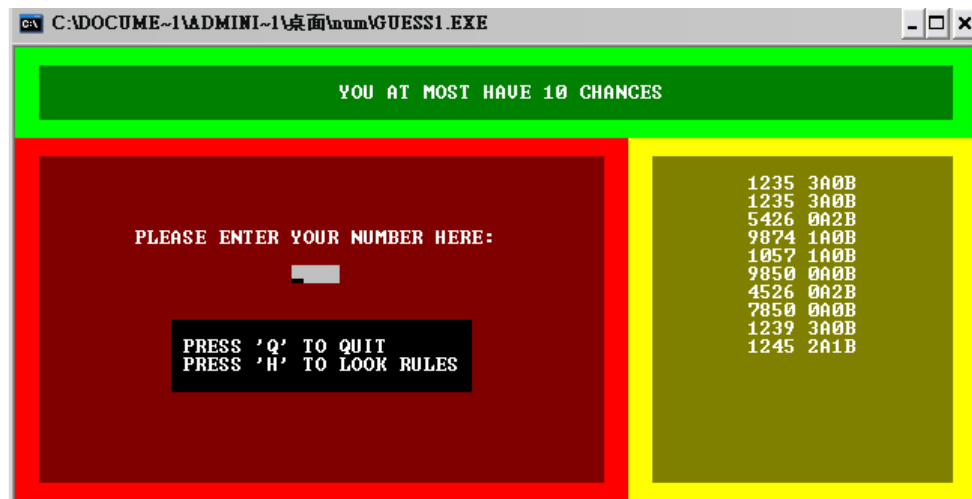 C:\DOCUME~1\ADMINI~1\桌面\num\GUESS1.EXE
YOU AT MOST HAVE 10 CHANCES
PLEASE ENTER YOUR NUMBER HERE:
PRESS 'Q' TO QUIT
PRESS 'H' TO LOOK RULES
1235 3A0B
1235 3A0B
5426 0A2B
9874 1A0B
1057 1A0B
9850 0A0B
4526 0A2B
7850 0A0B
1239 3A0B
1245 2A1B